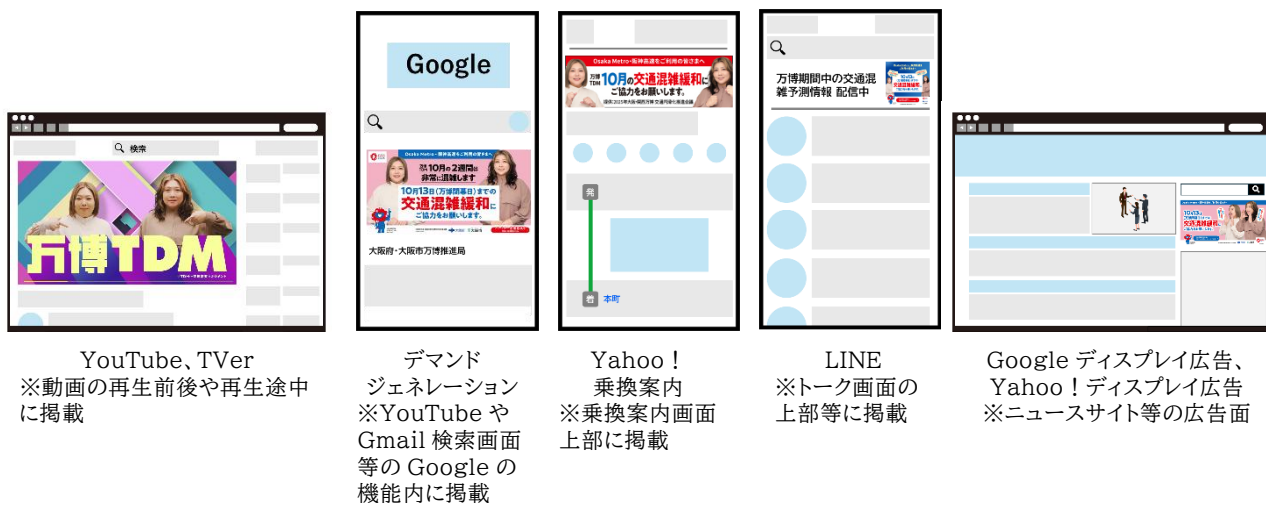 検索
万博TDM
Google
Osaka Metro・阪神高速をご利用の皆さまへ
10月の2週間は
非常に混雑します
10月13日(万博閉幕日)までの
交通混雑緩和に
ご協力をお願いします。
大阪府・大阪市万博推進局
Osaka Metro・阪神高速をご利用の皆さまへ
万博TDM 10月の交通混雑緩和に
ご協力をお願いします。
発
着 本町
万博期間中の交通混
雑予測情報 配信中
交通混雑緩和
YouTube、TVer
※動画の再生前後や再生途中
に掲載
デマンド
ジェネレーション
※YouTube や
Gmail 検索画面
等の Google の
機能内に掲載
Yahoo！
乗換案内
※乗換案内画面
上部に掲載
LINE
※トーク画面の
上部等に掲載
Google ディスプレイ広告、
Yahoo！ディスプレイ広告
※ニュースサイト等の広告面